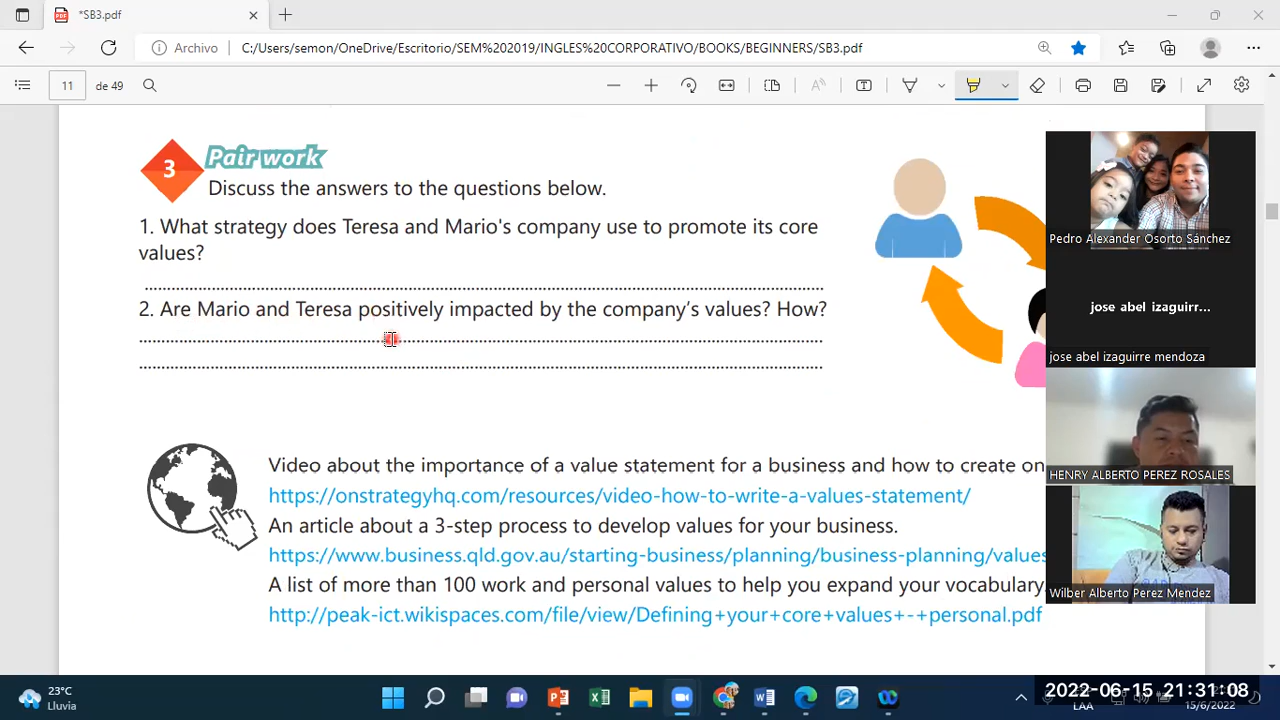 *SB3.pdf
Archivo
C:/Users/semon/OneDrive/Escritorio/SEM%202019/INGLES%20CORPORATIVO/BOOKS/BEGINNERS/SB3.pdf
11 de 49
3
Pair work
Discuss the answers to the questions below.
1. What strategy does Teresa and Mario's company use to promote its core
values?
2. Are Mario and Teresa positively impacted by the company's values? How?
Video about the importance of a value statement for a business and how to create on
https://onstrategyhq.com/resources/video-how-to-write-a-values-statement/
An article about a 3-step process to develop values for your business.
https://www.business.qld.gov.au/starting-business/planning/business-planning/values
A list of more than 100 work and personal values to help you expand your vocabulary.
http://peak-ict.wikispaces.com/file/view/Defining+your+core+values+-+personal.pdf
Pedro Alexander Osorto Sánchez
jose abel izaguirr...
jose abel izaguirre mendoza
HENRY ALBERTO PEREZ ROSALES
Wilber Alberto Perez Mendez
23°C
Lluvia
2022-06-15 21:31:08
LAA
15/6/2022